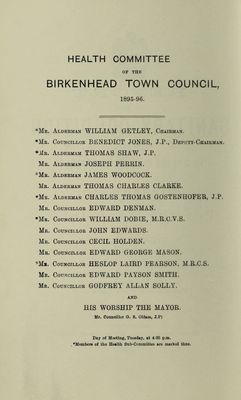 HEALTH COMMITTEE
OF THE
BIRKENHEAD TOWN COUNCIL,
1895-96.
*Mr. Alderman WILLIAM GETLEY, Chairman.
*Mr. Councillor BENEDICT JONES, J.P., Deputy-Chairman.
*Mr. Alderman THOMAS SHAW, J.P.
Mr. Alderman JOSEPH PERRIN.
*Mr. Alderman JAMES WOODCOCK.
Mr. Alderman THOMAS CHARLES CLARKE.
*Mr. Alderman CHARLES THOMAS GOSTENHOFER, J.P.
Mr. Councillor EDWARD DENMAN.
*Mr. Councillor WILLIAM DOBIE, M.R.C.V.S.
Mr. Councillor JOHN EDWARDS.
Mr. Councillor CECIL HOLDEN.
Mr. Councillor EDWARD GEORGE MASON.
*Mr. Councillor HESLOP LAIRD PEARSON, M.R.C.S.
Mr. Councillor EDWARD PAYSON SMITH.
Mr. Councillor GODFREY ALLAN SOLLY.
AND
HIS WORSHIP THE MAYOR.
Mr. Councillor G. S. Oldam, J.P.)
Day of Meeting, Tuesday, at 4-35 p.m.
*Members of the Health Sub-Committee are marked thus.